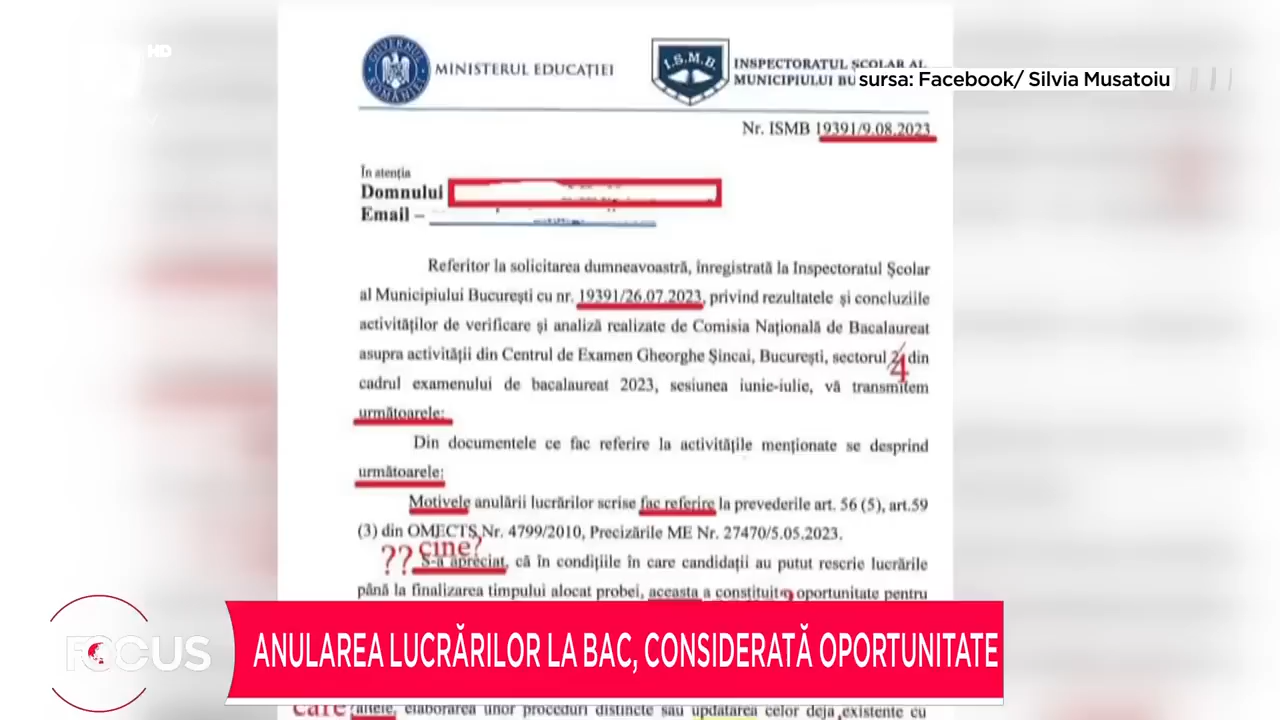 HD
GUVERNUL ROMÂNIEI
MINISTERUL EDUCAȚIEI
I.S.M.B.
INSPECTORATUL ȘCOLAR AL
MUNICIPIULUI
sursa: Facebook/ Silvia Musatoiu
Nr. ISMB 19391/9.08.2023
În atenția
Domnului
Email –
Referitor la solicitarea dumneavoastră, înregistrată la Inspectoratul Școlar
al Municipiului București cu nr. 19391/26.07.2023, privind rezultatele și concluziile
activităților de verificare și analiză realizate de Comisia Națională de Bacalaureat
asupra activității din Centrul de Examen Gheorghe Șincai, București, sectorul 2 din
4
cadrul examenului de bacalaureat 2023, sesiunea iunie-iulie, vă transmitem
următoarele:
Din documentele ce fac referire la activitățile menționate se desprind
următoarele:
Motivele anulării lucrărilor scrise fac referire la prevederile art. 56 (5), art.59
(3) din OMECTS Nr. 4799/2010, Precizările ME Nr. 27470/5.05.2023.
?? cine?
S-a apreciat, că în condițiile în care candidații au putut rescrie lucrările
până la finalizarea timpului alocat probei, aceasta a constituit ? oportunitate pentru
FOCUS
ANULAREA LUCRĂRILOR LA BAC, CONSIDERATĂ OPORTUNITATE
care altele, elaborarea unor proceduri distincte sau updatarea celor deja existente cu